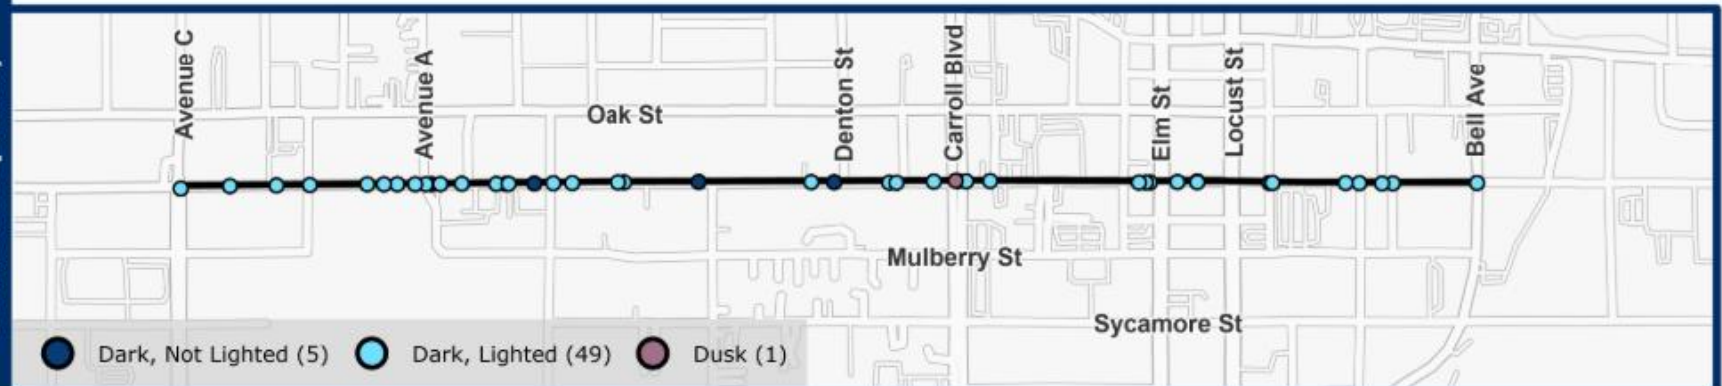 Avenue C
Avenue A
Oak St
Denton St
Carroll Blvd
Elm St
Locust St
Bell Ave
Mulberry St
Sycamore St
Dark, Not Lighted (5)
Dark, Lighted (49)
Dusk (1)